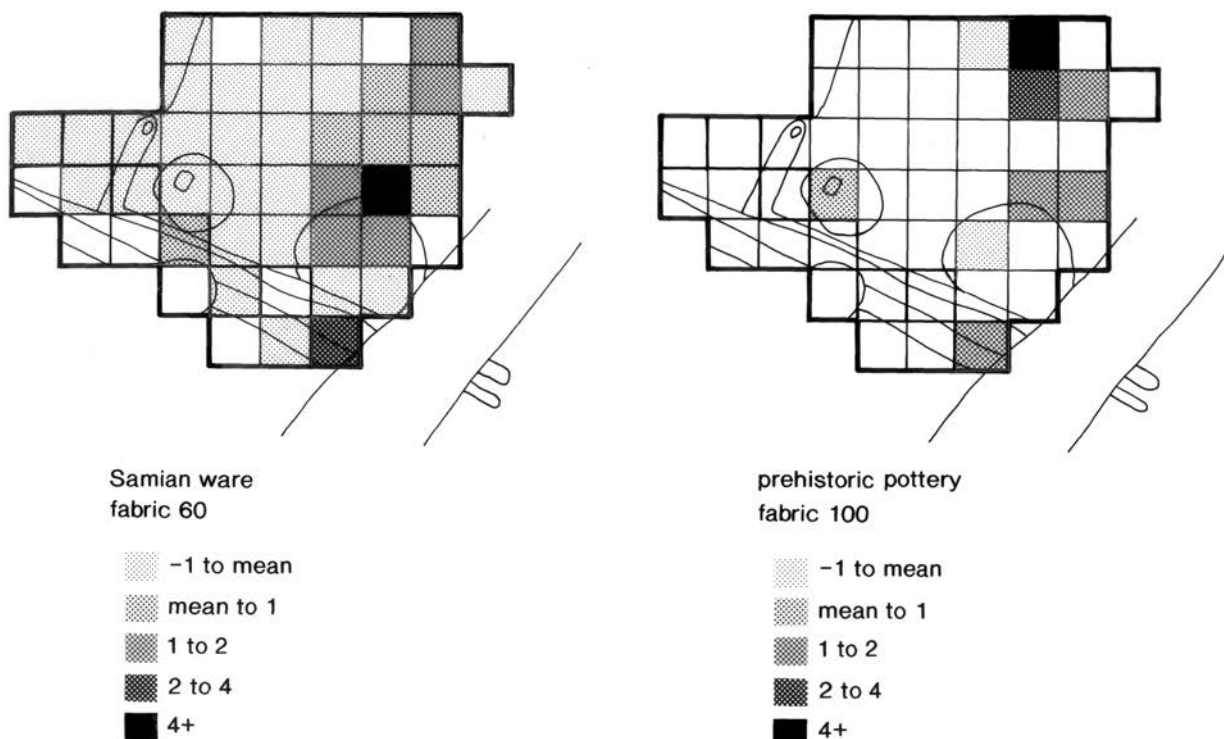 Samian ware
fabric 60
-1 to mean
mean to 1
1 to 2
2 to 4
4+
prehistoric pottery
fabric 100
-1 to mean
mean to 1
1 to 2
2 to 4
4+